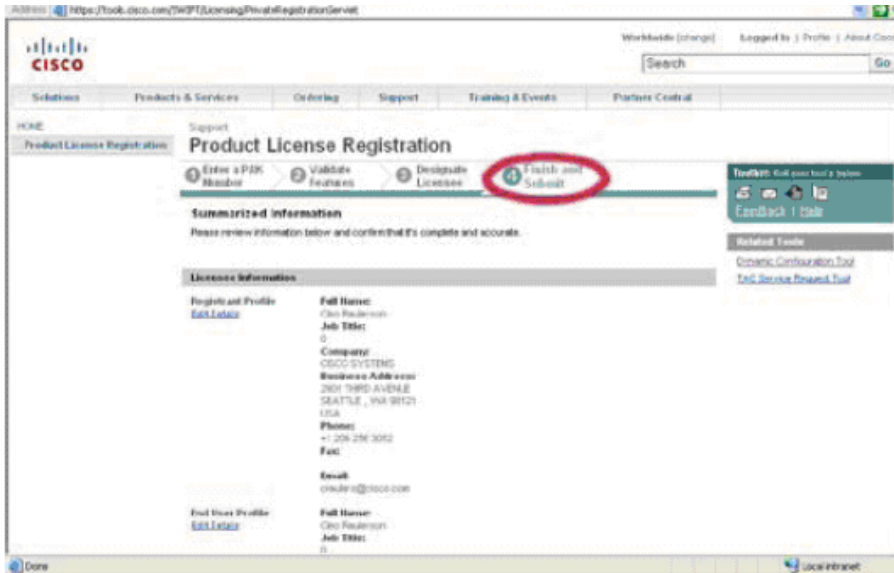 Address https://tools.cisco.com/SWIFT/Licensing/PrivateRegistrationServlet
Worldwide [change] Logged In | Profile | About Cisco
CISCO
Search Go
Solutions Products & Services Ordering Support Training & Events Partner Central
HOME
Product License Registration
Support
Product License Registration
1 Enter a PAK Number
2 Validate Features
3 Designate Licensee
4 Finish and Submit
Summarized Information
Please review information below and confirm that it's complete and accurate.
License Information
Registrant Profile
Edit Details
Full Name:
Job Title:
0
Company:
CISCO SYSTEMS
Business Address:
2901 THIRD AVENUE
SEATTLE , WA 98121
USA
Phone:
Fax:
Email:
End User Profile
Edit Details
Full Name:
Job Title:
0
Toolkit:
Feedback | Help
Related Tools
Dynamic Configuration Tool
TAC Service Request Tool
Done
Local intranet